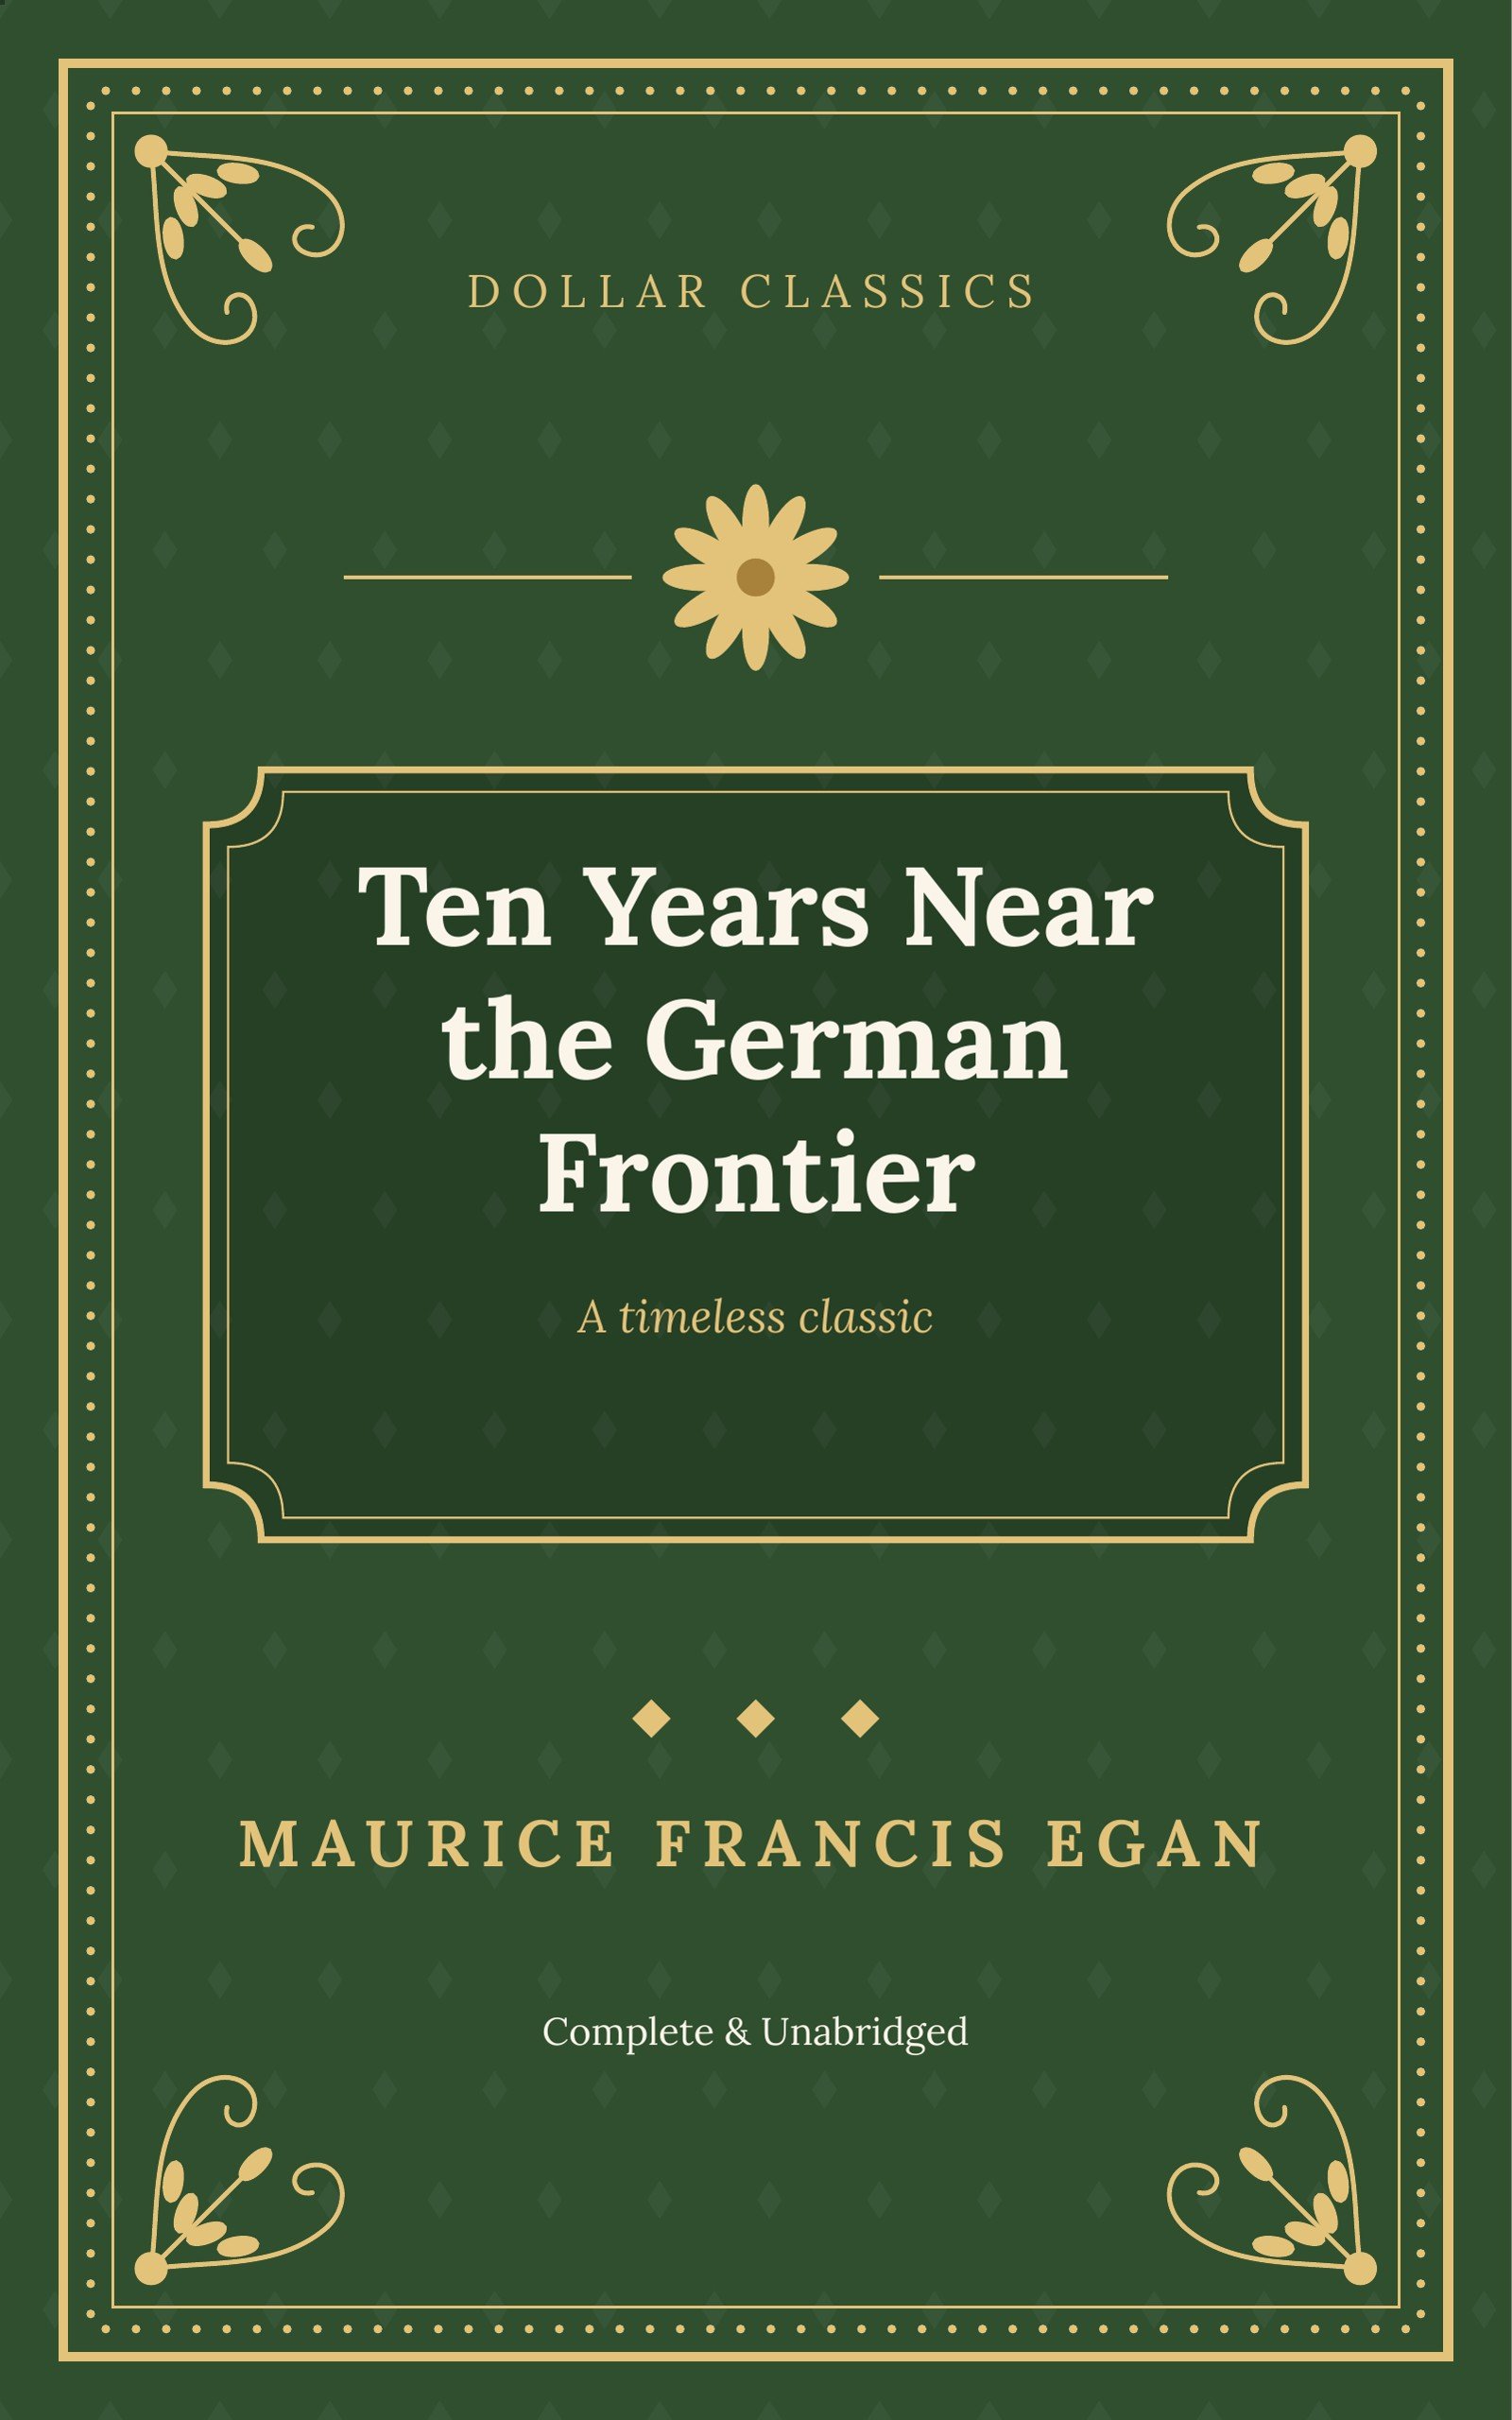 DOLLAR CLASSICS
Ten Years Near
the German
Frontier
A timeless classic
MAURICE FRANCIS EGAN
Complete & Unabridged